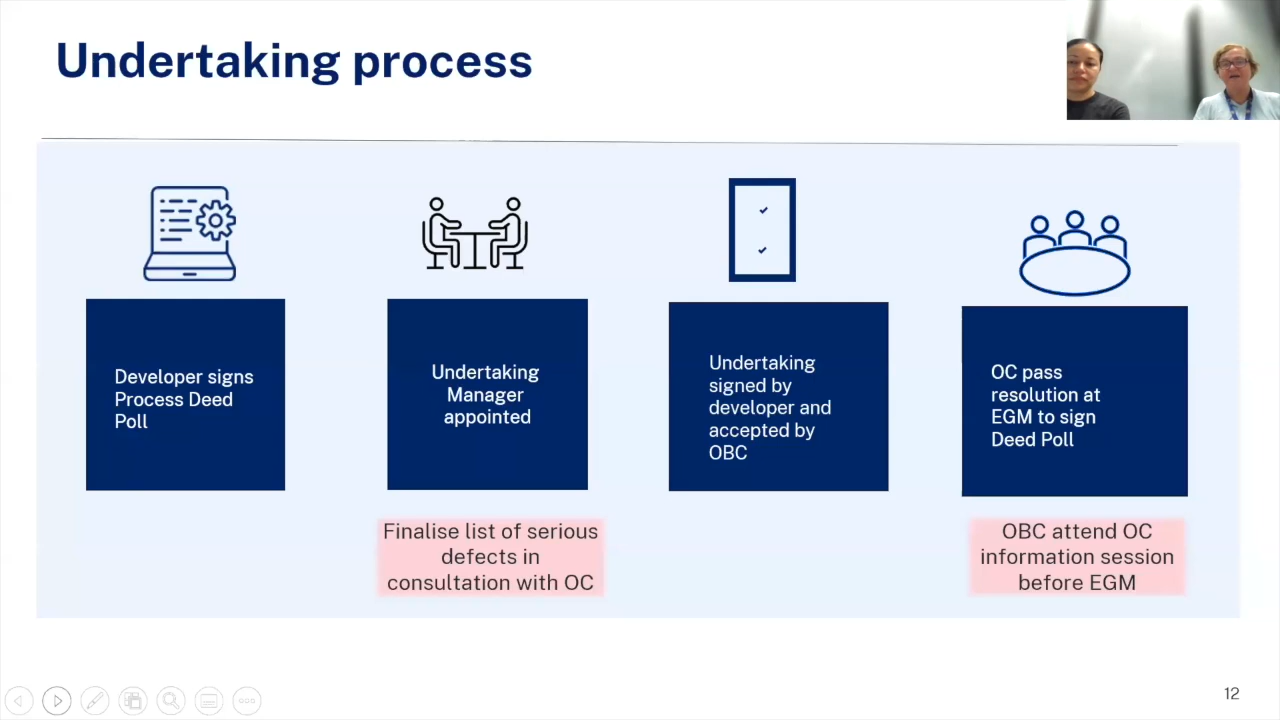 Undertaking process
Developer signs
Process Deed
Poll
Undertaking
Manager
appointed
Undertaking
signed by
developer and
accepted by
OBC
OC pass
resolution at
EGM to sign
Deed Poll
Finalise list of serious
defects in
consultation with OC
OBC attend OC
information session
before EGM
12